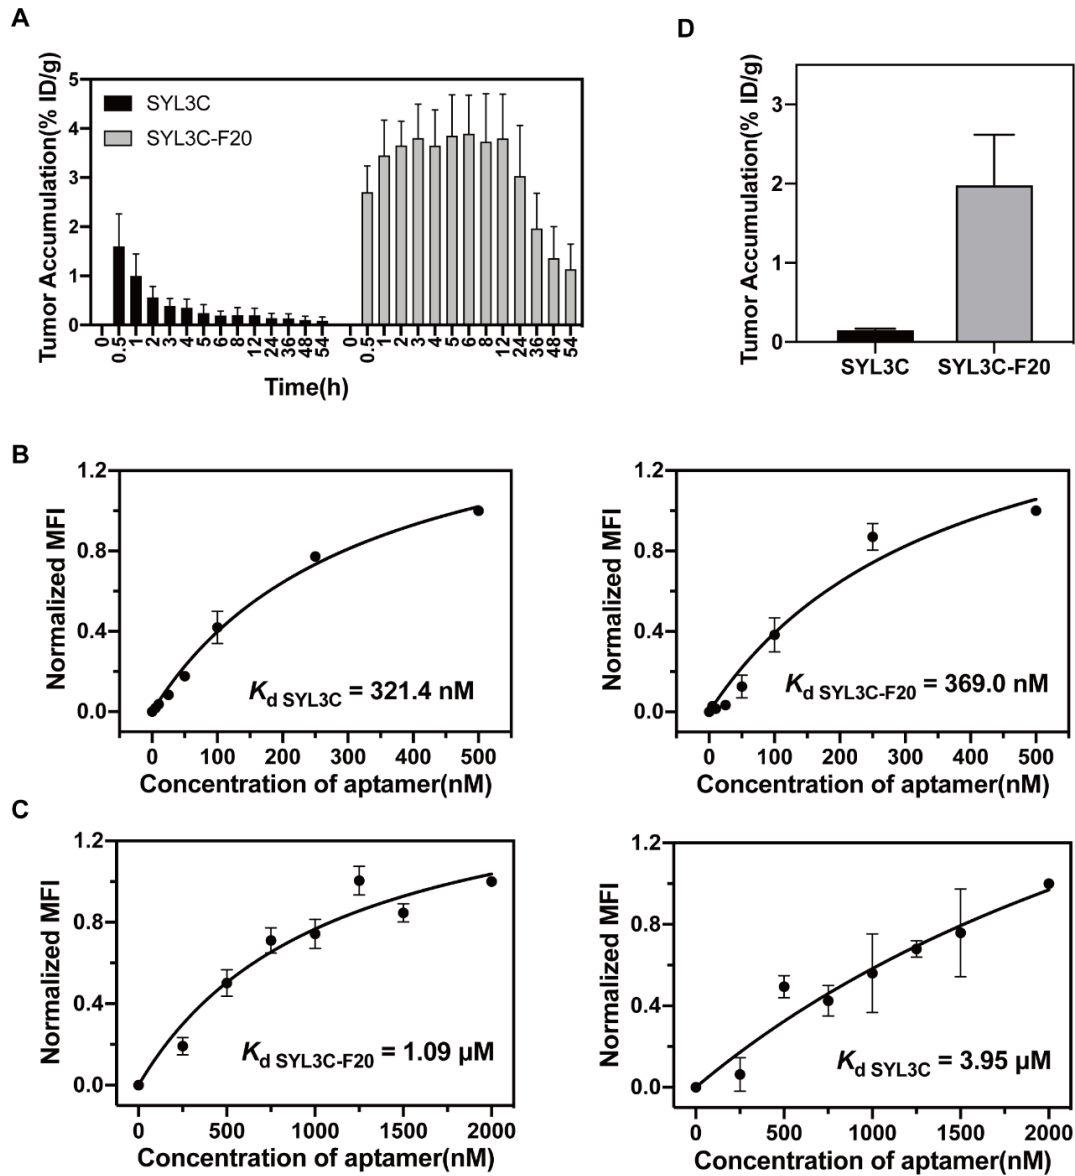 A
Tumor Accumulation(% ID/g)
5
4
3
2
1
0
SYL3C
SYL3C-F20
0 0.5 1 2 3 4 5 6 8 12 24 36 48 54 0 0.5 1 2 3 4 5 6 8 12 24 36 48 54
Time(h)
D
Tumor Accumulation(% ID/g)
3
2
1
0
SYL3C SYL3C-F20
B
Normalized MFI
1.2
0.8
0.4
0.0
Kd SYL3C = 321.4 nM
0 100 200 300 400 500
Concentration of aptamer(nM)
Normalized MFI
1.2
0.8
0.4
0.0
Kd SYL3C-F20 = 369.0 nM
0 100 200 300 400 500
Concentration of aptamer(nM)
C
Normalized MFI
1.2
0.8
0.4
0.0
Kd SYL3C-F20 = 1.09 μM
0 500 1000 1500 2000
Concentration of aptamer(nM)
Normalized MFI
1.2
0.8
0.4
0.0
Kd SYL3C = 3.95 μM
0 500 1000 1500 2000
Concentration of aptamer(nM)